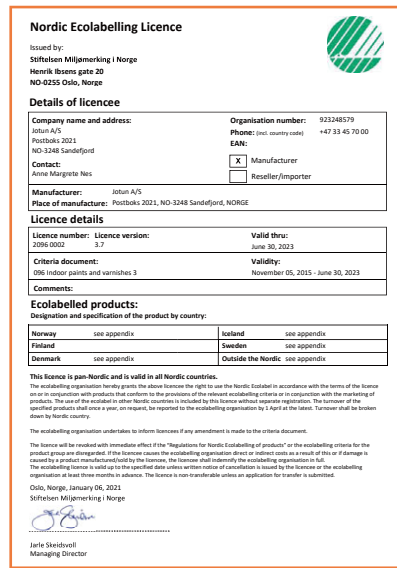 Nordic Ecolabelling Licence
Issued by:
Stiftelsen Miljømerking i Norge
Henrik Ibsens gate 20
NO-0255 Oslo, Norge
Details of licencee
Company name and address:
Jotun A/S
Postboks 2021
NO-3248 Sandefjord
Contact:
Anne Margrete Nes
Organisation number: 923248579
Phone: (incl. country code) +47 33 45 70 00
EAN:
X Manufacturer
Reseller/importer
Manufacturer: Jotun A/S
Place of manufacture: Postboks 2021, NO-3248 Sandefjord, NORGE
Licence details
Licence number: Licence version: Valid thru:
2096 0002 3.7 June 30, 2023
Criteria document: Validity:
096 Indoor paints and varnishes 3 November 05, 2015 - June 30, 2023
Comments:
Ecolabelled products:
Designation and specification of the product by country:
Norway see appendix Iceland see appendix
Finland Sweden see appendix
Denmark see appendix Outside the Nordic see appendix
This licence is pan-Nordic and is valid in all Nordic countries.
The ecolabelling organisation hereby grants the above licencee the right to use the Nordic Ecolabel in accordance with the terms of the licence
on or in conjunction with products that conform to the provisions of the relevant ecolabelling criteria or in conjunction with the marketing of
products. The use of the ecolabel in other Nordic countries is included by this licence without separate registration. The turnover of the
specified products shall once a year, on request, be reported to the ecolabelling organisation by 1 April at the latest. Turnover shall be broken
down by Nordic country.
The ecolabelling organisation undertakes to inform licencees if any amendment is made to the criteria document.
The licence will be revoked with immediate effect if the "Regulations for Nordic Ecolabelling of products" or the ecolabelling criteria for the
product group are disregarded. If the licencee causes the ecolabelling organisation direct or indirect costs as a result of this or if damage is
caused by a product manufactured/sold by the licencee, the licencee shall indemnify the ecolabelling organisation in full.
The ecolabelling licence is valid up to the specified date unless written notice of cancellation is issued by the licencee or the ecolabelling
organisation at least three months in advance. The licence is non-transferable unless an application for transfer is submitted.
Oslo, Norge, January 06, 2021
Stiftelsen Miljømerking i Norge
Jarle Skeidsvoll
Managing Director